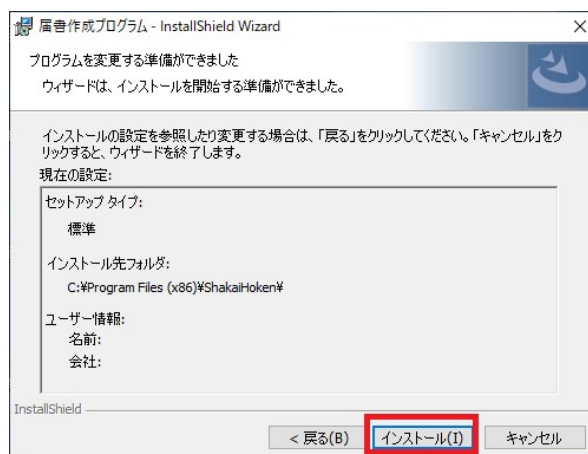 届書作成プログラム - InstallShield Wizard
プログラムを変更する準備ができました
ウィザードは、インストールを開始する準備ができました。
インストールの設定を参照したり変更する場合は、「戻る」をクリックしてください。「キャンセル」をク
リックすると、ウィザードを終了します。
現在の設定:
セットアップ タイプ:
標準
インストール先フォルダ:
C:¥Program Files (x86)¥ShakaiHoken¥
ユーザー情報:
名前:
会社:
InstallShield
< 戻る(B) インストール(I) キャンセル